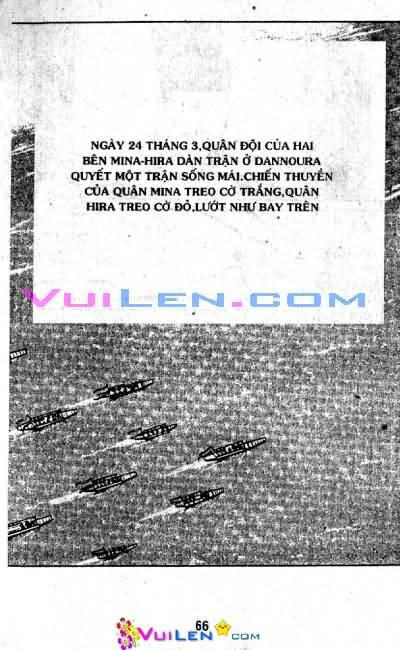 NGÀY 24 THÁNG 3,QUÂN ĐỘI CỦA HAI
BÊN MINA-HIRA DÀN TRẬN Ở DANNOURA
QUYẾT MỘT TRẬN SỐNG MÁI.CHIẾN THUYỀN
CỦA QUÂN MINA TREO CỜ TRẮNG,QUÂN
HIRA TREO CỜ ĐỎ,LƯỚT NHƯ BAY TRÊN
VUILEN.COM
66
VUILEN COM